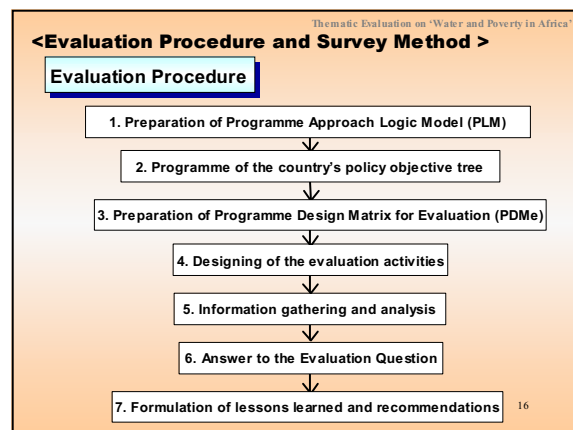 Thematic Evaluation on ‘Water and Poverty in Africa’
<Evaluation Procedure and Survey Method >
Evaluation Procedure
1. Preparation of Programme Approach Logic Model (PLM)
2. Programme of the country’s policy objective tree
3. Preparation of Programme Design Matrix for Evaluation (PDMe)
4. Designing of the evaluation activities
5. Information gathering and analysis
6. Answer to the Evaluation Question
7. Formulation of lessons learned and recommendations
16